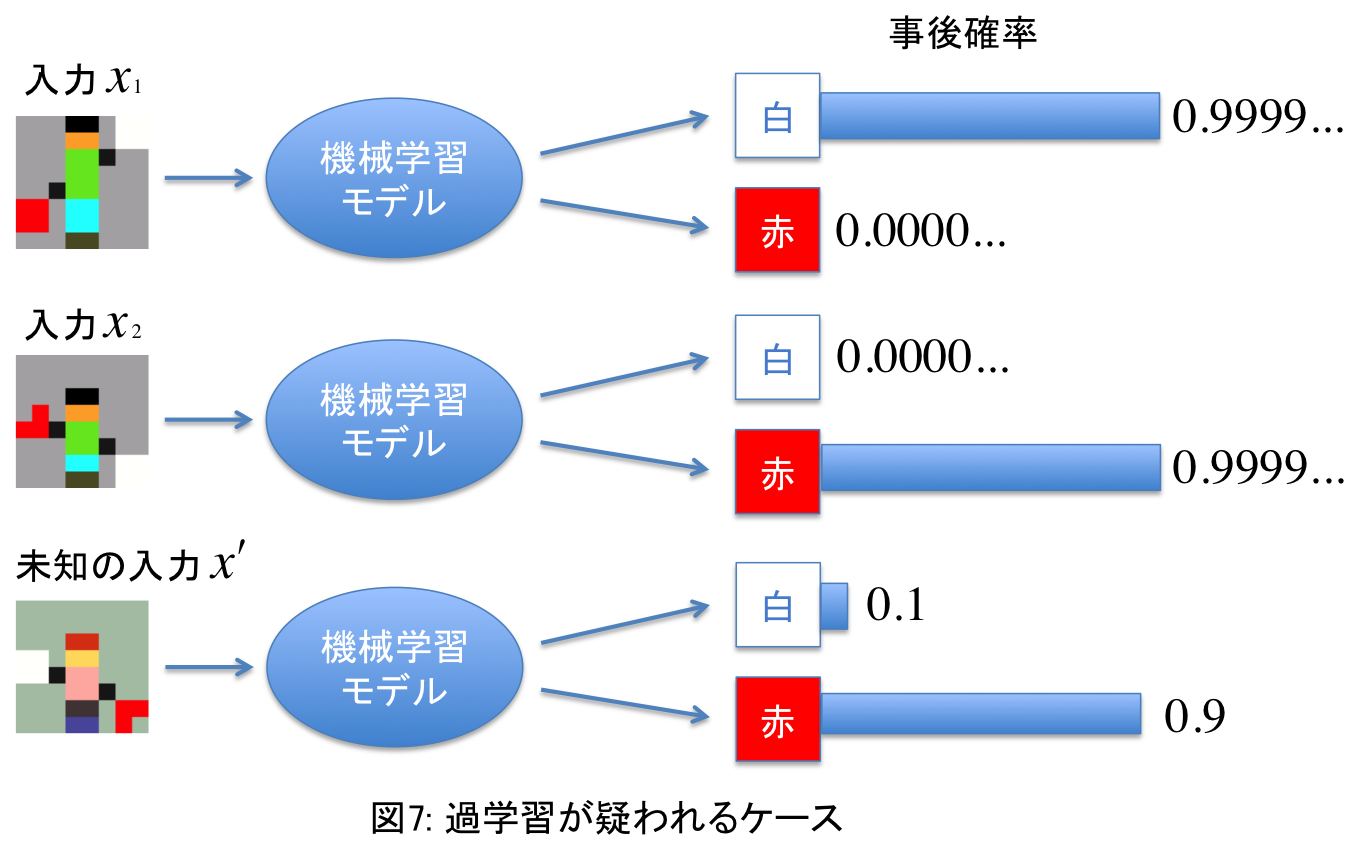 事後確率
入力 x₁
機械学習
モデル
白
0.9999...
赤
0.0000...
入力 x₂
機械学習
モデル
白
0.0000...
赤
0.9999...
未知の入力 x′
機械学習
モデル
白
0.1
赤
0.9
図7: 過学習が疑われるケース